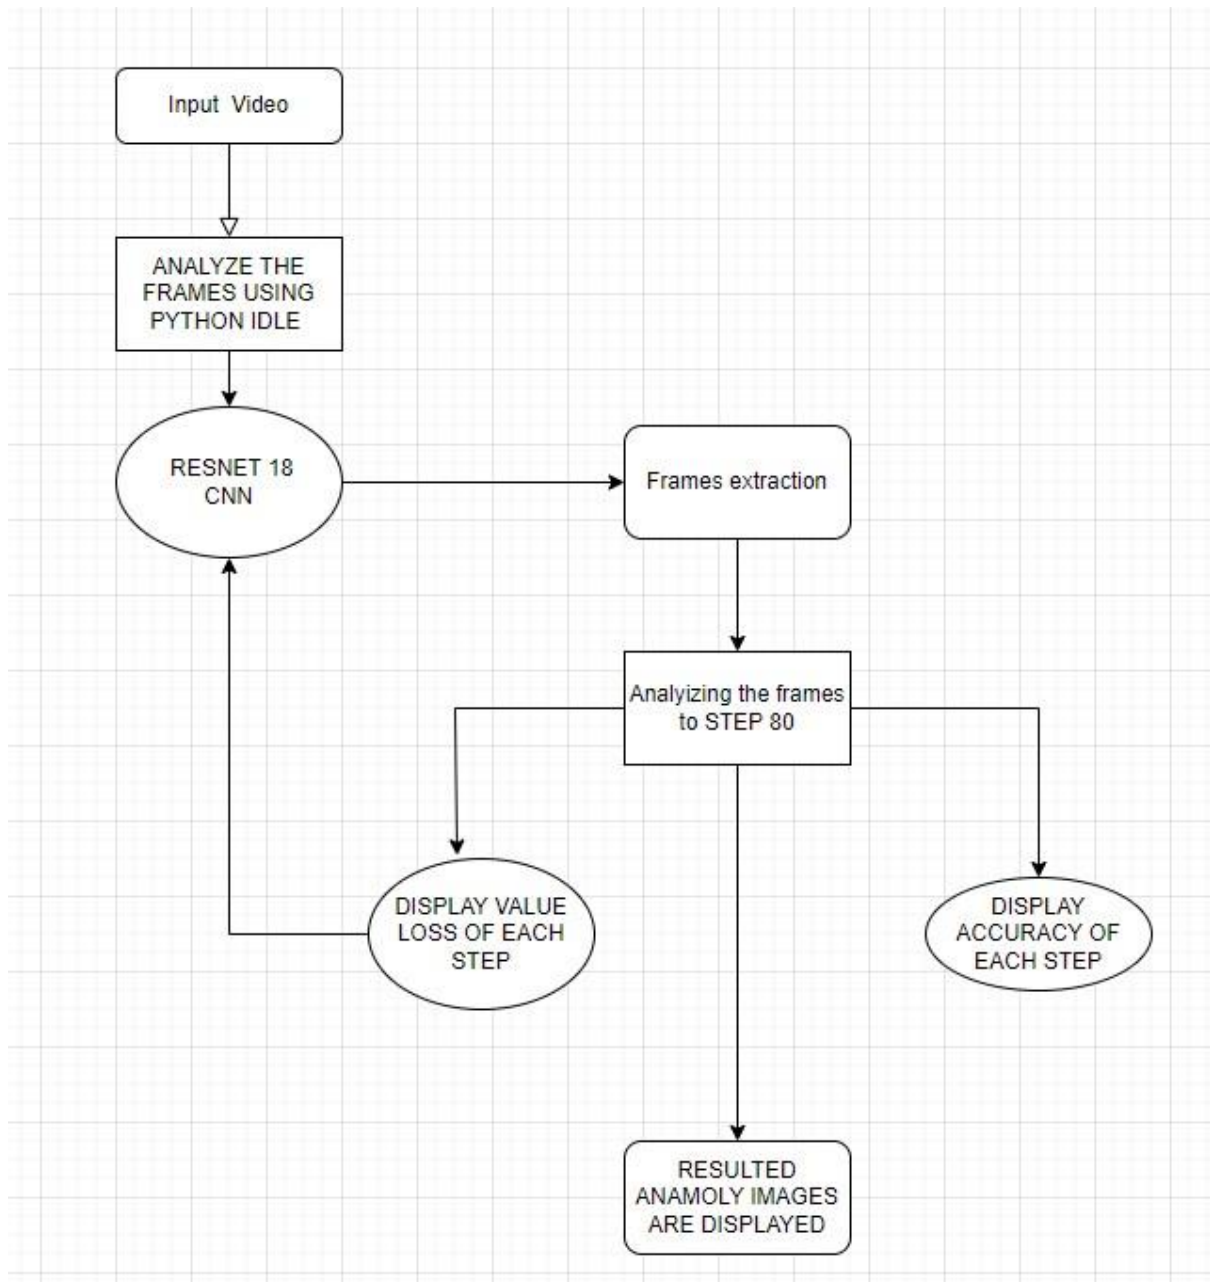 Input  Video
ANALYZE THE
FRAMES USING
PYTHON IDLE
RESNET 18
CNN
Frames extraction
Analyizing the frames
to STEP 80
DISPLAY VALUE
LOSS OF EACH
STEP
DISPLAY
ACCURACY OF
EACH STEP
RESULTED
ANAMOLY IMAGES
ARE DISPLAYED